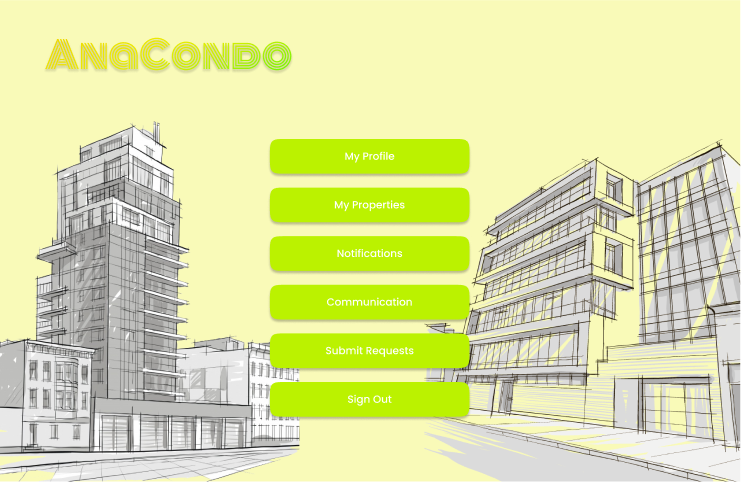 AnaCondo
My Profile
My Properties
Notifications
Communication
Submit Requests
Sign Out